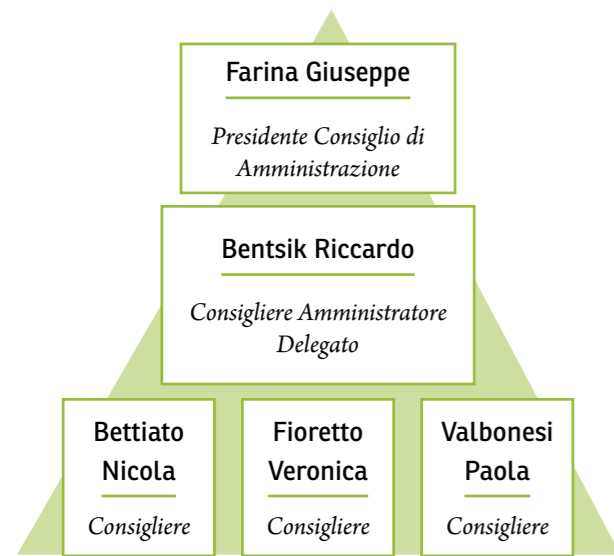 Farina Giuseppe
Presidente Consiglio di
Amministrazione
Bentsik Riccardo
Consigliere Amministratore
Delegato
Bettiato
Nicola
Consigliere
Fioretto
Veronica
Consigliere
Valbonesi
Paola
Consigliere